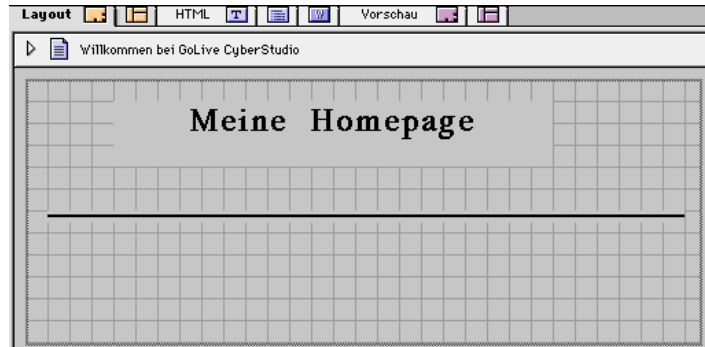 Layout HTML T W Vorschau
Willkommen bei GoLive CyberStudio
Meine Homepage